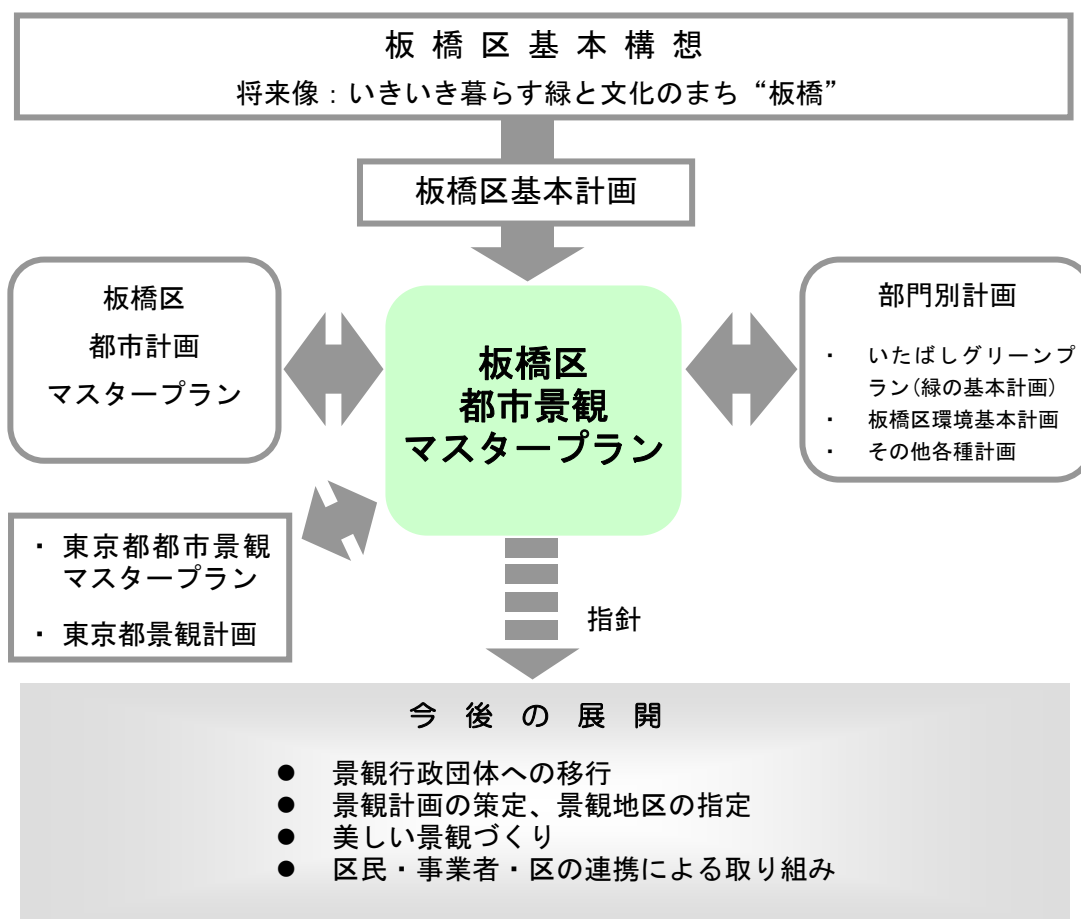 板橋区基本構想
将来像：いきいき暮らす緑と文化のまち“板橋”
板橋区基本計画
板橋区
都市計画
マスタープラン
板橋区
都市景観
マスタープラン
部門別計画
・ いたばしグリーンプ
ラン(緑の基本計画)
・ 板橋区環境基本計画
・ その他各種計画
・ 東京都都市景観
マスタープラン
・ 東京都景観計画
指針
今後の展開
● 景観行政団体への移行
● 景観計画の策定、景観地区の指定
● 美しい景観づくり
● 区民・事業者・区の連携による取り組み